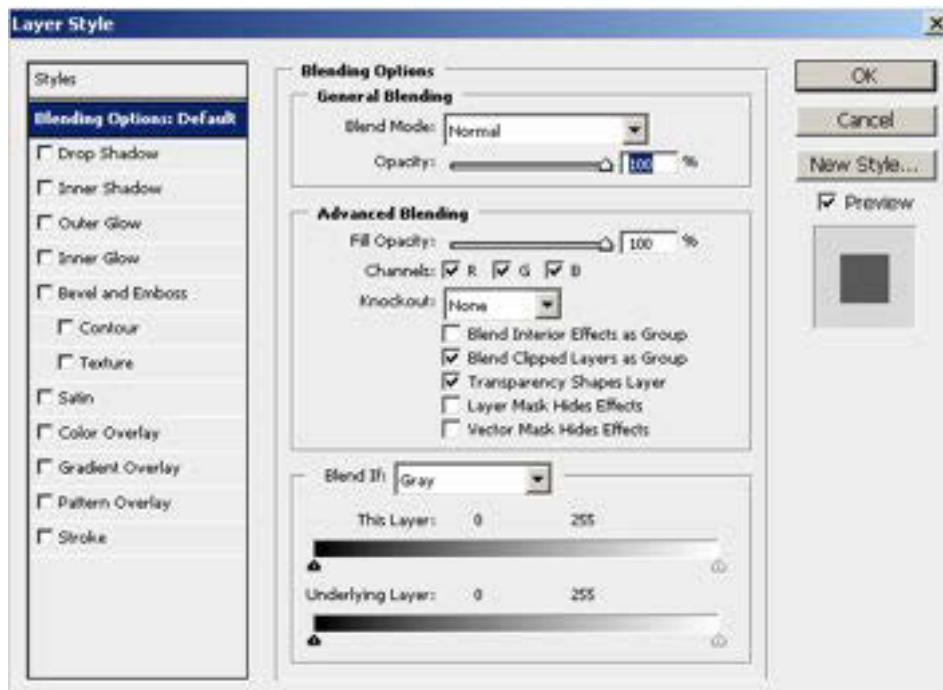 Layer Style
Styles
Blending Options: Default
Drop Shadow
Inner Shadow
Outer Glow
Inner Glow
Bevel and Emboss
Contour
Texture
Satin
Color Overlay
Gradient Overlay
Pattern Overlay
Stroke
Blending Options
General Blending
Blend Mode: Normal
Opacity: 100 %
Advanced Blending
Fill Opacity: 100 %
Channels: R G B
Knockout: None
Blend Interior Effects as Group
Blend Clipped Layers as Group
Transparency Shapes Layer
Layer Mask Hides Effects
Vector Mask Hides Effects
Blend If: Gray
This Layer: 0 255
Underlying Layer: 0 255
OK
Cancel
New Style...
Preview